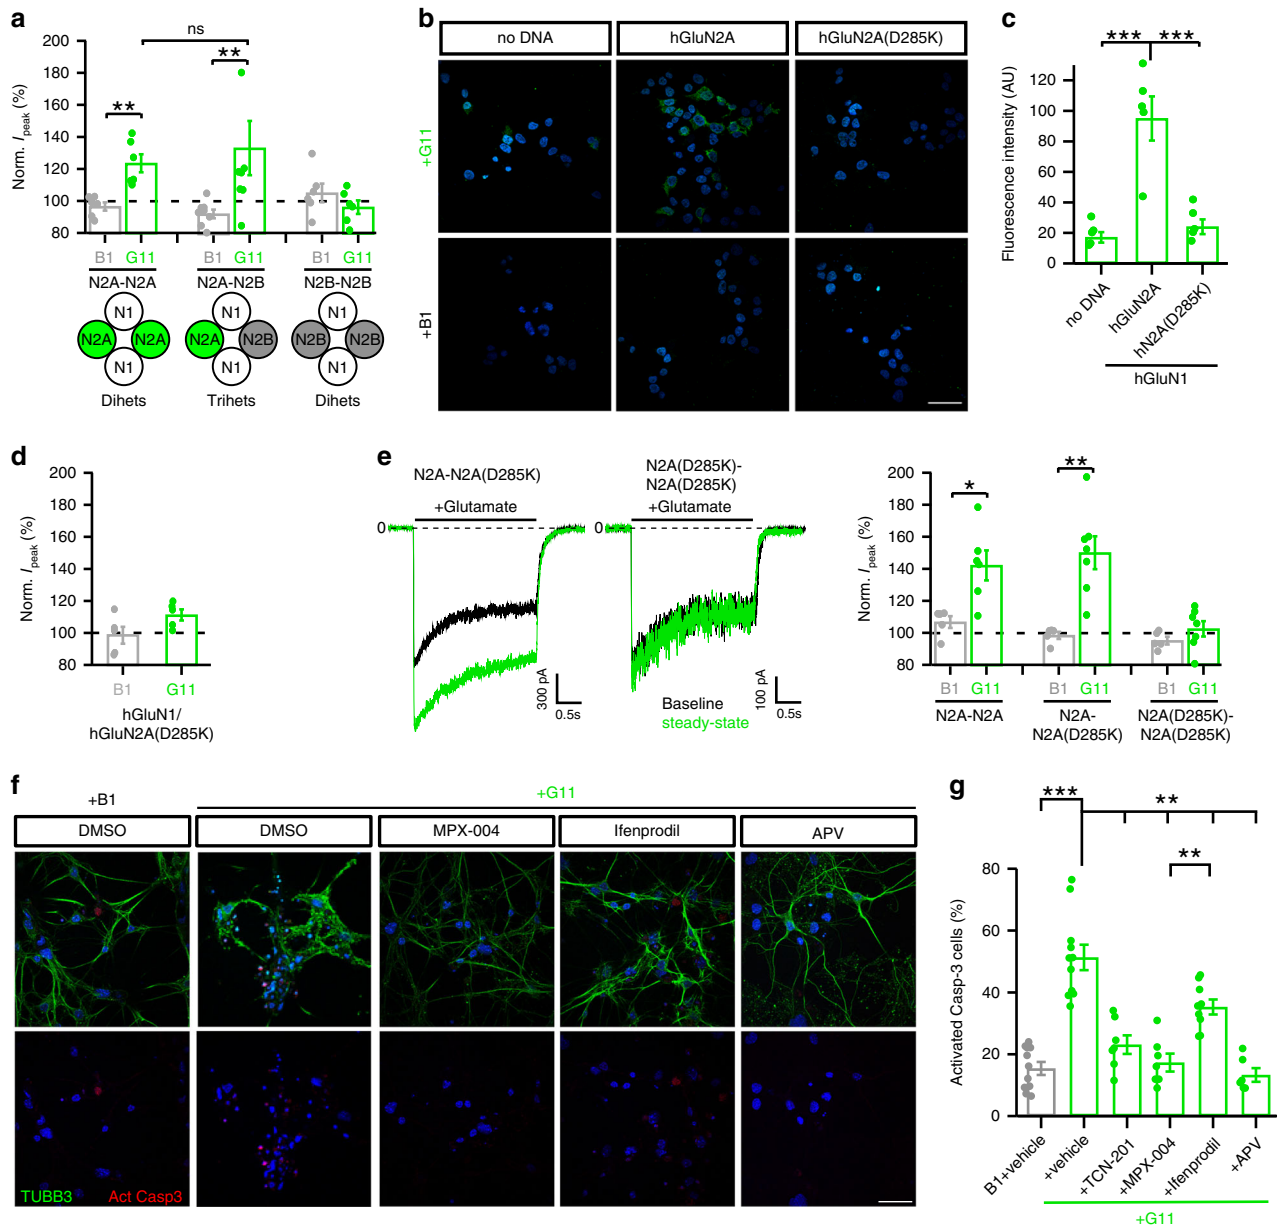 a
ns
**
**
Norm. Ipeak (%)
200
180
160
140
120
100
80
B1 G11 B1 G11 B1 G11
N2A-N2A N2A-N2B N2B-N2B
N1 N1 N1
N2A N2A N2A N2B N2B N2B
N1 N1 N1
Dihets Trihets Dihets
b
no DNA hGluN2A hGluN2A(D285K)
+G11
+B1
c
*** ***
Fluorescence intensity (AU)
120
100
80
60
40
20
0
no DNA
hGluN2A
hN2A(D285K)
hGluN1
d
Norm. Ipeak (%)
200
180
160
140
120
100
80
B1 G11
hGluN1/
hGluN2A(D285K)
e
N2A-N2A(D285K)
+Glutamate
0
300 pA
0.5s
N2A(D285K)-
N2A(D285K)
+Glutamate
0
Baseline
steady-state
100 pA
0.5s
Norm. Ipeak (%)
200
180
160
140
120
100
80
*
**
B1 G11 B1 G11 B1 G11
N2A-N2A
N2A-
N2A(D285K)
N2A(D285K)-
N2A(D285K)
f
+B1
+G11
DMSO DMSO MPX-004 Ifenprodil APV
TUBB3 Act Casp3
g
***
**
**
Activated Casp-3 cells (%)
80
60
40
20
0
B1+vehicle
+vehicle
+TCN-201
+MPX-004
+Ifenprodil
+APV
+G11